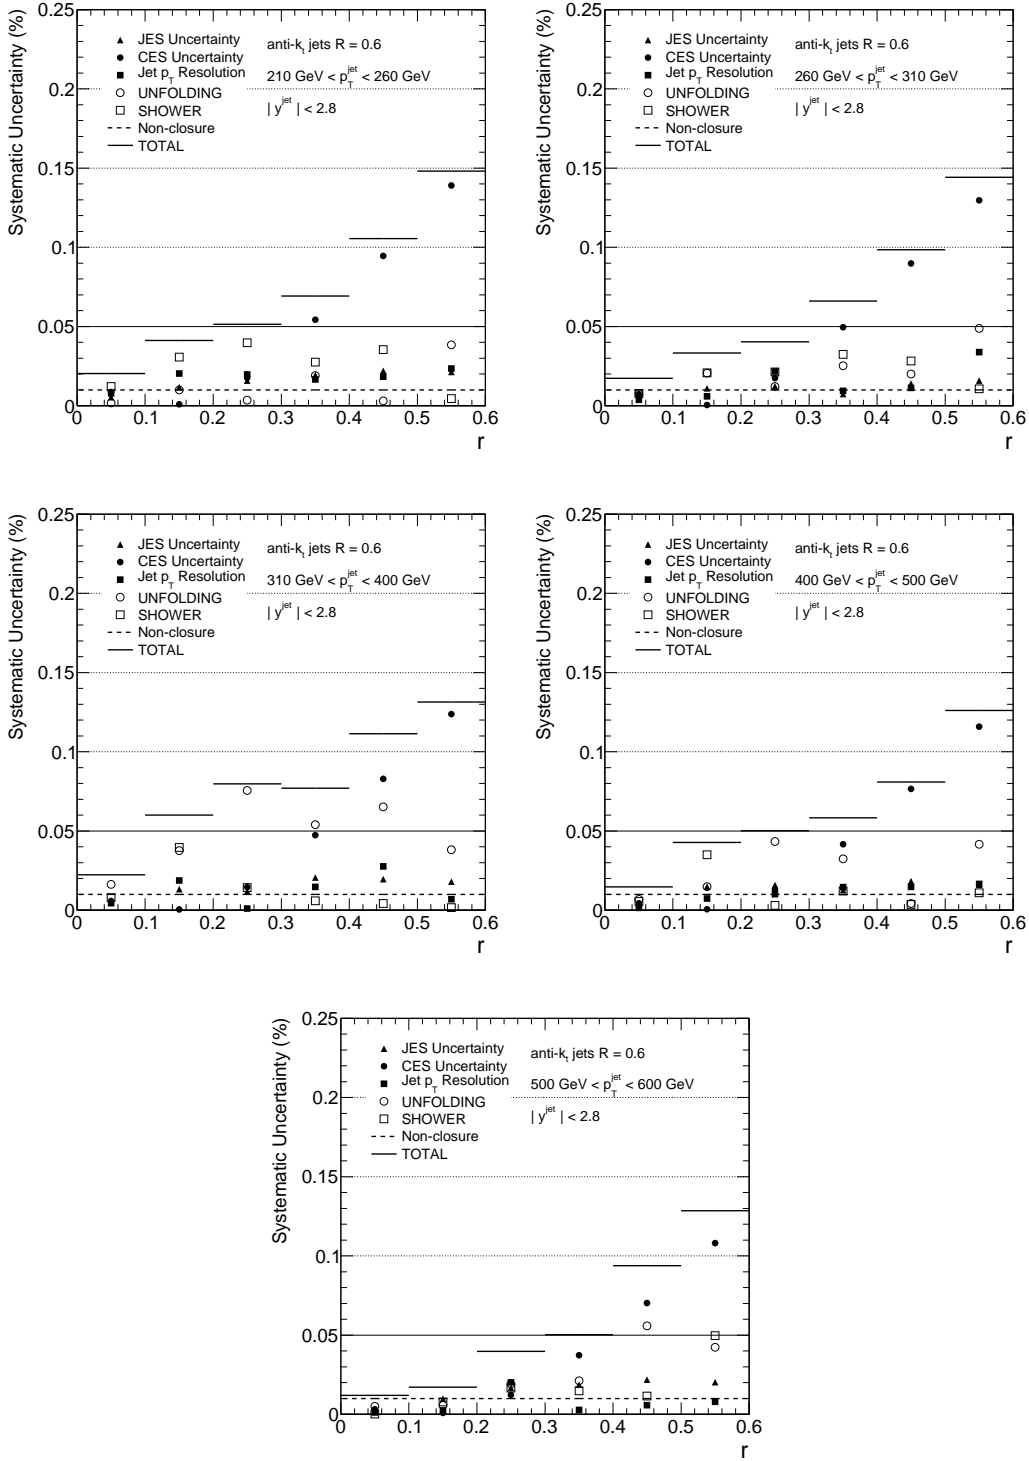 Systematic Uncertainty (%)
0.25
0.2
0.15
0.1
0.05
0
JES Uncertainty
CES Uncertainty
Jet p_T Resolution
UNFOLDING
SHOWER
Non-closure
TOTAL
anti-k_t jets R = 0.6
210 GeV < p_T^jet < 260 GeV
| y^jet | < 2.8
0 0.1 0.2 0.3 0.4 0.5 0.6
r
Systematic Uncertainty (%)
0.25
0.2
0.15
0.1
0.05
0
JES Uncertainty
CES Uncertainty
Jet p_T Resolution
UNFOLDING
SHOWER
Non-closure
TOTAL
anti-k_t jets R = 0.6
260 GeV < p_T^jet < 310 GeV
| y^jet | < 2.8
0 0.1 0.2 0.3 0.4 0.5 0.6
r
Systematic Uncertainty (%)
0.25
0.2
0.15
0.1
0.05
0
JES Uncertainty
CES Uncertainty
Jet p_T Resolution
UNFOLDING
SHOWER
Non-closure
TOTAL
anti-k_t jets R = 0.6
310 GeV < p_T^jet < 400 GeV
| y^jet | < 2.8
0 0.1 0.2 0.3 0.4 0.5 0.6
r
Systematic Uncertainty (%)
0.25
0.2
0.15
0.1
0.05
0
JES Uncertainty
CES Uncertainty
Jet p_T Resolution
UNFOLDING
SHOWER
Non-closure
TOTAL
anti-k_t jets R = 0.6
400 GeV < p_T^jet < 500 GeV
| y^jet | < 2.8
0 0.1 0.2 0.3 0.4 0.5 0.6
r
Systematic Uncertainty (%)
0.25
0.2
0.15
0.1
0.05
0
JES Uncertainty
CES Uncertainty
Jet p_T Resolution
UNFOLDING
SHOWER
Non-closure
TOTAL
anti-k_t jets R = 0.6
500 GeV < p_T^jet < 600 GeV
| y^jet | < 2.8
0 0.1 0.2 0.3 0.4 0.5 0.6
r